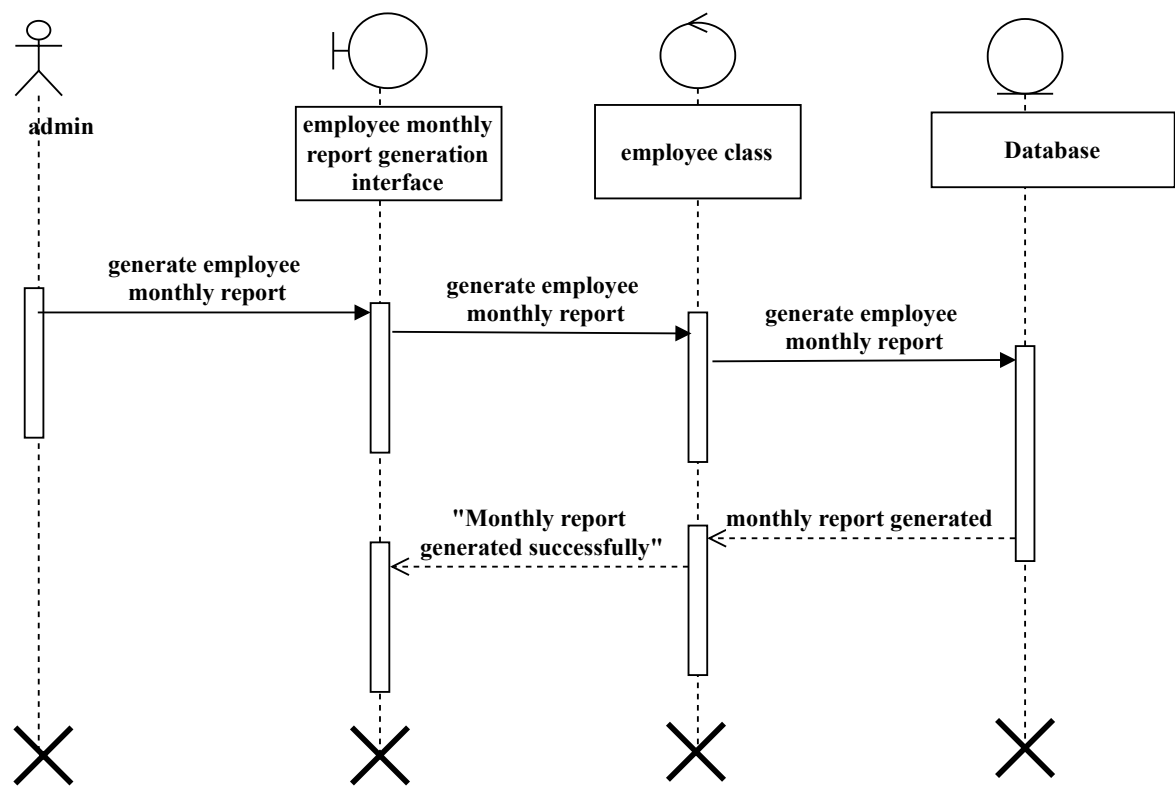 admin
employee monthly
report generation
interface
employee class
Database
generate employee
monthly report
generate employee
monthly report
generate employee
monthly report
"Monthly report
generated successfully"
monthly report generated